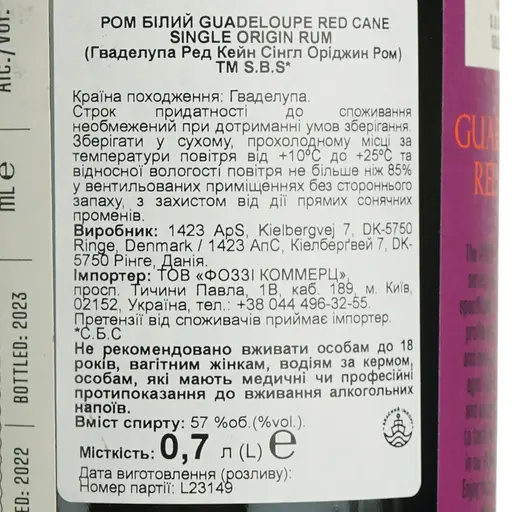 РОМ БІЛИЙ GUADELOUPE RED CANE
SINGLE ORIGIN RUM
(Гваделупа Ред Кейн Сінгл Оріджин Ром)
ТМ S.B.S*
Країна походження: Гваделупа.
Строк придатності до споживання
необмежений при дотриманні умов зберігання.
Зберігати у сухому, прохолодному місці за
температури повітря від +10°С до +25°С та
відносної вологості повітря не більше ніж 85%
у вентильованих приміщеннях без стороннього
запаху, з захистом від дії прямих сонячних
променів.
Виробник: 1423 ApS, Kielbergvej 7, DK-5750
Ringe, Denmark / 1423 АпС, Кіелберґвей 7, DK-
5750 Рінге, Данія.
Імпортер: ТОВ «ФОЗЗІ КОММЕРЦ»,
просп. Тичини Павла, 1В, каб. 189, м. Київ,
02152, Україна, тел.: +38 044 496-32-55.
Претензії від споживачів приймає імпортер.
*С.Б.С
Не рекомендовано вживати особам до 18
років, вагітним жінкам, водіям за кермом,
особам, які мають медичні чи професійні
протипоказання до вживання алкогольних
напоїв.
Вміст спирту: 57 %об.(%vol.).
Місткість: 0,7 л (L) e
Дата виготовлення (розливу):
Номер партії: L23149
ALC./VOL.
ML e
BOTTLED: 2023
ED: 2022